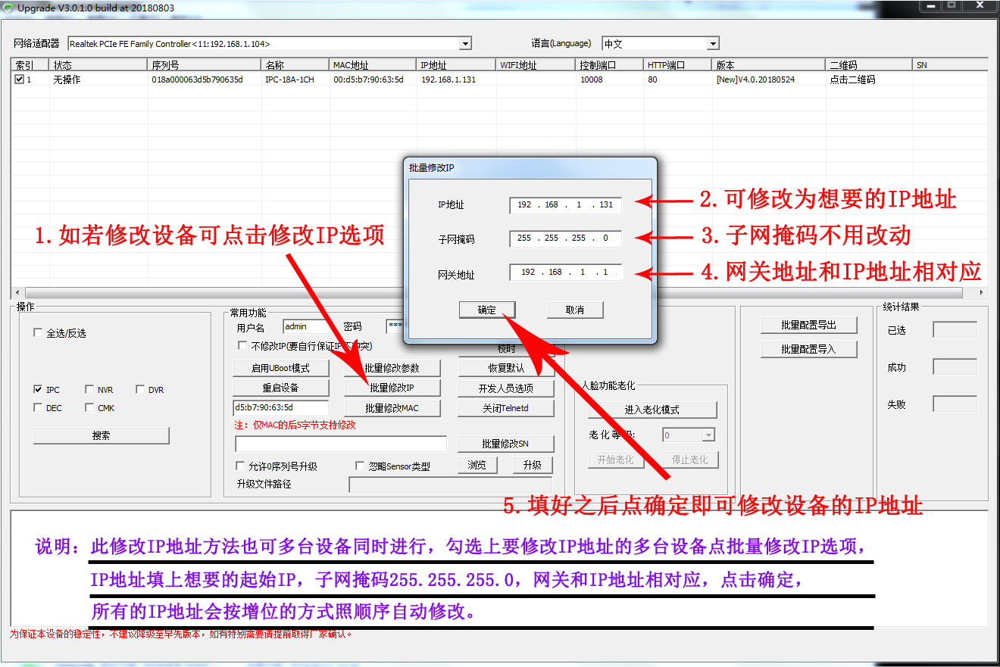 Upgrade V3.0.1.0 build at 20180803
网络适配器 Realtek PCIe FE Family Controller<11:192.168.1.104> 语言(Language) 中文
索引 状态 序列号 名称 MAC地址 IP地址 WIFI地址 控制端口 HTTP端口 版本 二维码 SN
1 无操作 018a000063d5b790635d IPC-18A-1CH 00:d5:b7:90:63:5d 192.168.1.131 10008 80 [New]V4.0.20180524 点击二维码
批量修改IP
IP地址 192 . 168 . 1 . 131
2.可修改为想要的IP地址
1.如若修改设备可点击修改IP选项
子网掩码 255 . 255 . 255 . 0
3.子网掩码不用改动
网关地址 192 . 168 . 1 . 1
4.网关地址和IP地址相对应
确定 取消
操作
全选/反选
IPC NVR DVR
DEC CMK
搜索
常用功能
用户名 admin 密码 ***
不修改IP(要自行保证IP不冲突) 校时
启用UBoot模式 批量修改参数 恢复默认
重启设备 批量修改IP 开发人员选项
d5:b7:90:63:5d 批量修改MAC 关闭Telnetd
注：仅MAC的后5字节支持修改
批量修改SN
允许0序列号升级 忽略Sensor类型 浏览 升级
升级文件路径
人脸功能老化
进入老化模式
老化等级: 0
开始老化 停止老化
批量配置导出
批量配置导入
统计结果
已选
成功
失败
5.填好之后点确定即可修改设备的IP地址
说明：此修改IP地址方法也可多台设备同时进行，勾选上要修改IP地址的多台设备点批量修改IP选项，
IP地址填上想要的起始IP，子网掩码255.255.255.0，网关和IP地址相对应，点击确定，
所有的IP地址会按增位的方式照顺序自动修改。
为保证本设备的稳定性，不建议降级至早先版本，如有特别需要请提前取得厂家确认。